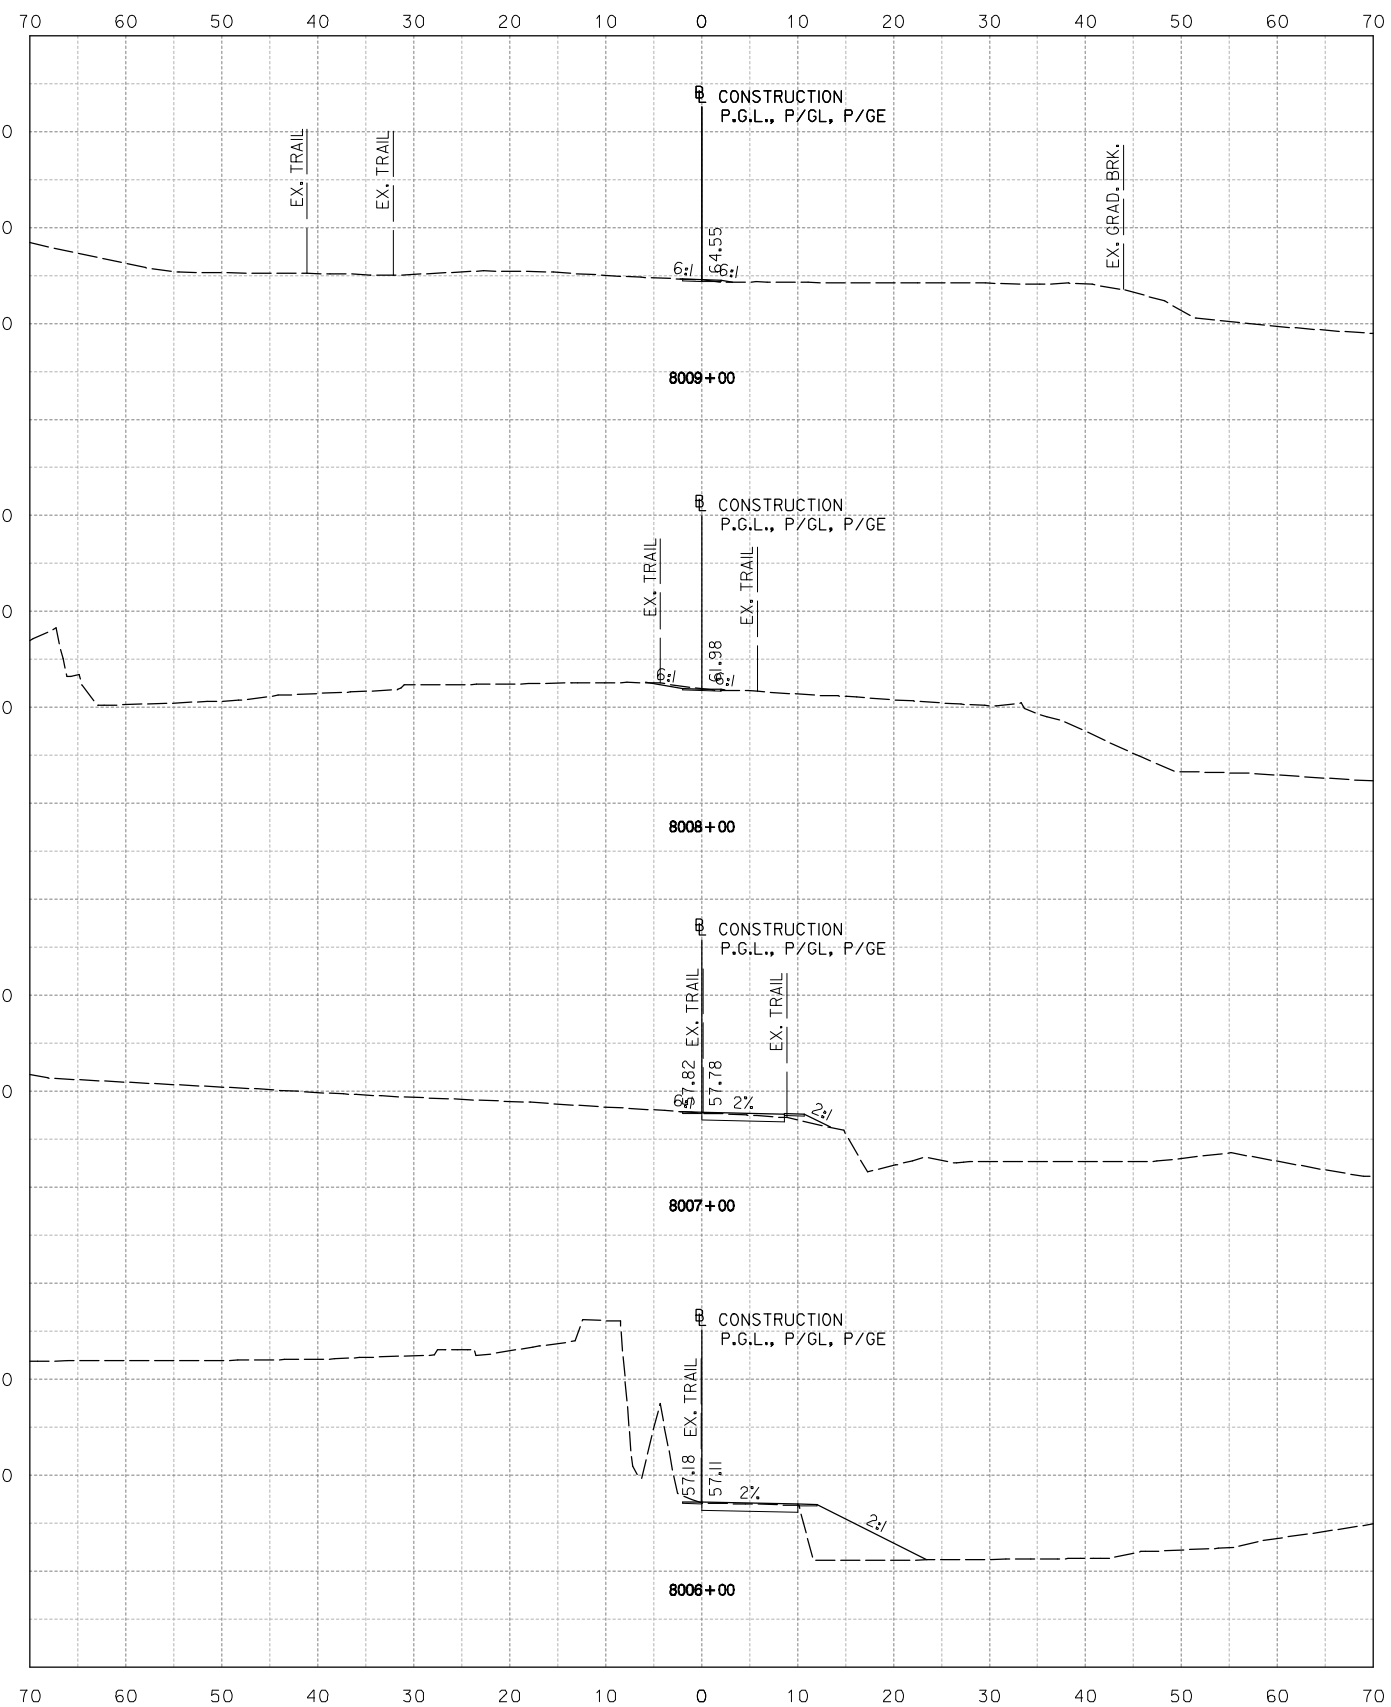 70 60 50 40 30 20 10 0 10 20 30 40 50 60 70
℄ CONSTRUCTION
P.G.L., P/GL, P/GE
0
EX. TRAIL
EX. TRAIL
EX. GRAD. BRK.
0
64.55
6:1
6:1
0
8009+00
℄ CONSTRUCTION
P.G.L., P/GL, P/GE
0
EX. TRAIL
EX. TRAIL
0
61.98
6:1
6:1
0
8008+00
℄ CONSTRUCTION
P.G.L., P/GL, P/GE
0
EX. TRAIL
EX. TRAIL
57.82
57.78
0
6:1
2%
2:1
8007+00
℄ CONSTRUCTION
P.G.L., P/GL, P/GE
0
EX. TRAIL
57.18
57.11
0
2%
2:1
8006+00
70 60 50 40 30 20 10 0 10 20 30 40 50 60 70